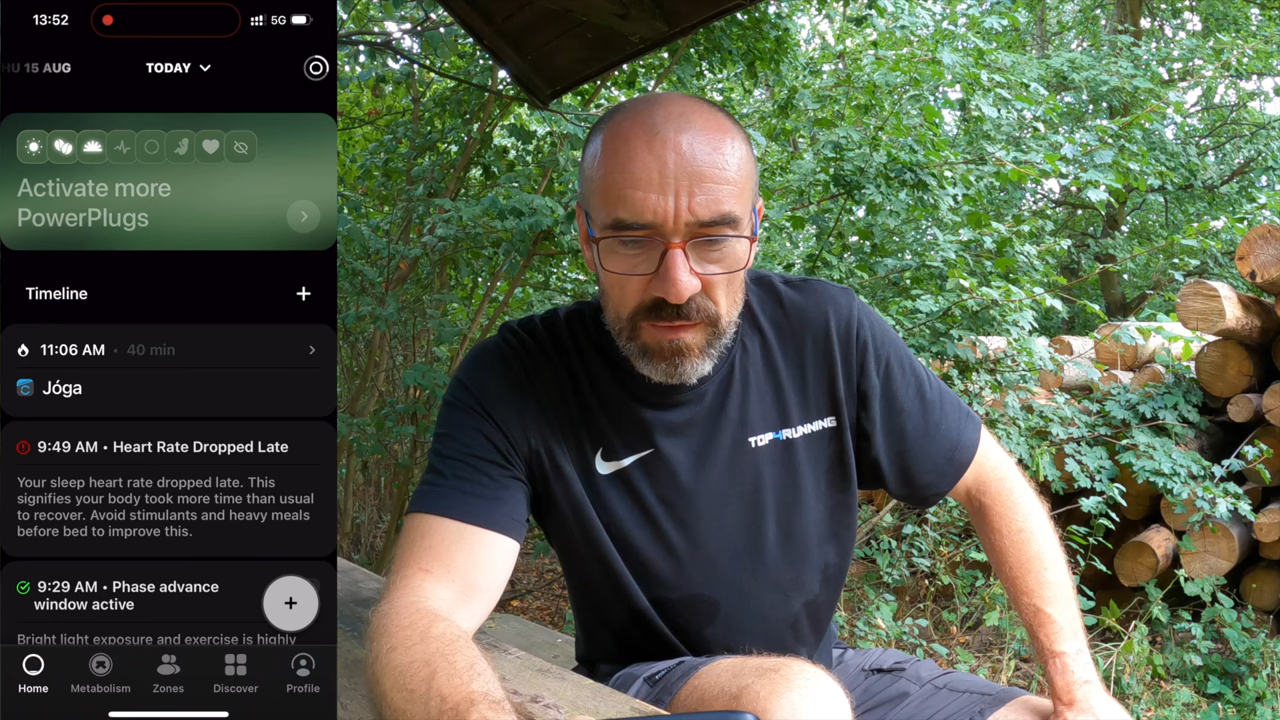 13:52
5G
HU 15 AUG
TODAY
Activate more
PowerPlugs
Timeline
11:06 AM • 40 min
Jóga
9:49 AM • Heart Rate Dropped Late
Your sleep heart rate dropped late. This
signifies your body took more time than usual
to recover. Avoid stimulants and heavy meals
before bed to improve this.
9:29 AM • Phase advance
window active
Bright light exposure and exercise is highly
Home
Metabolism
Zones
Discover
Profile
TOP4RUNNING